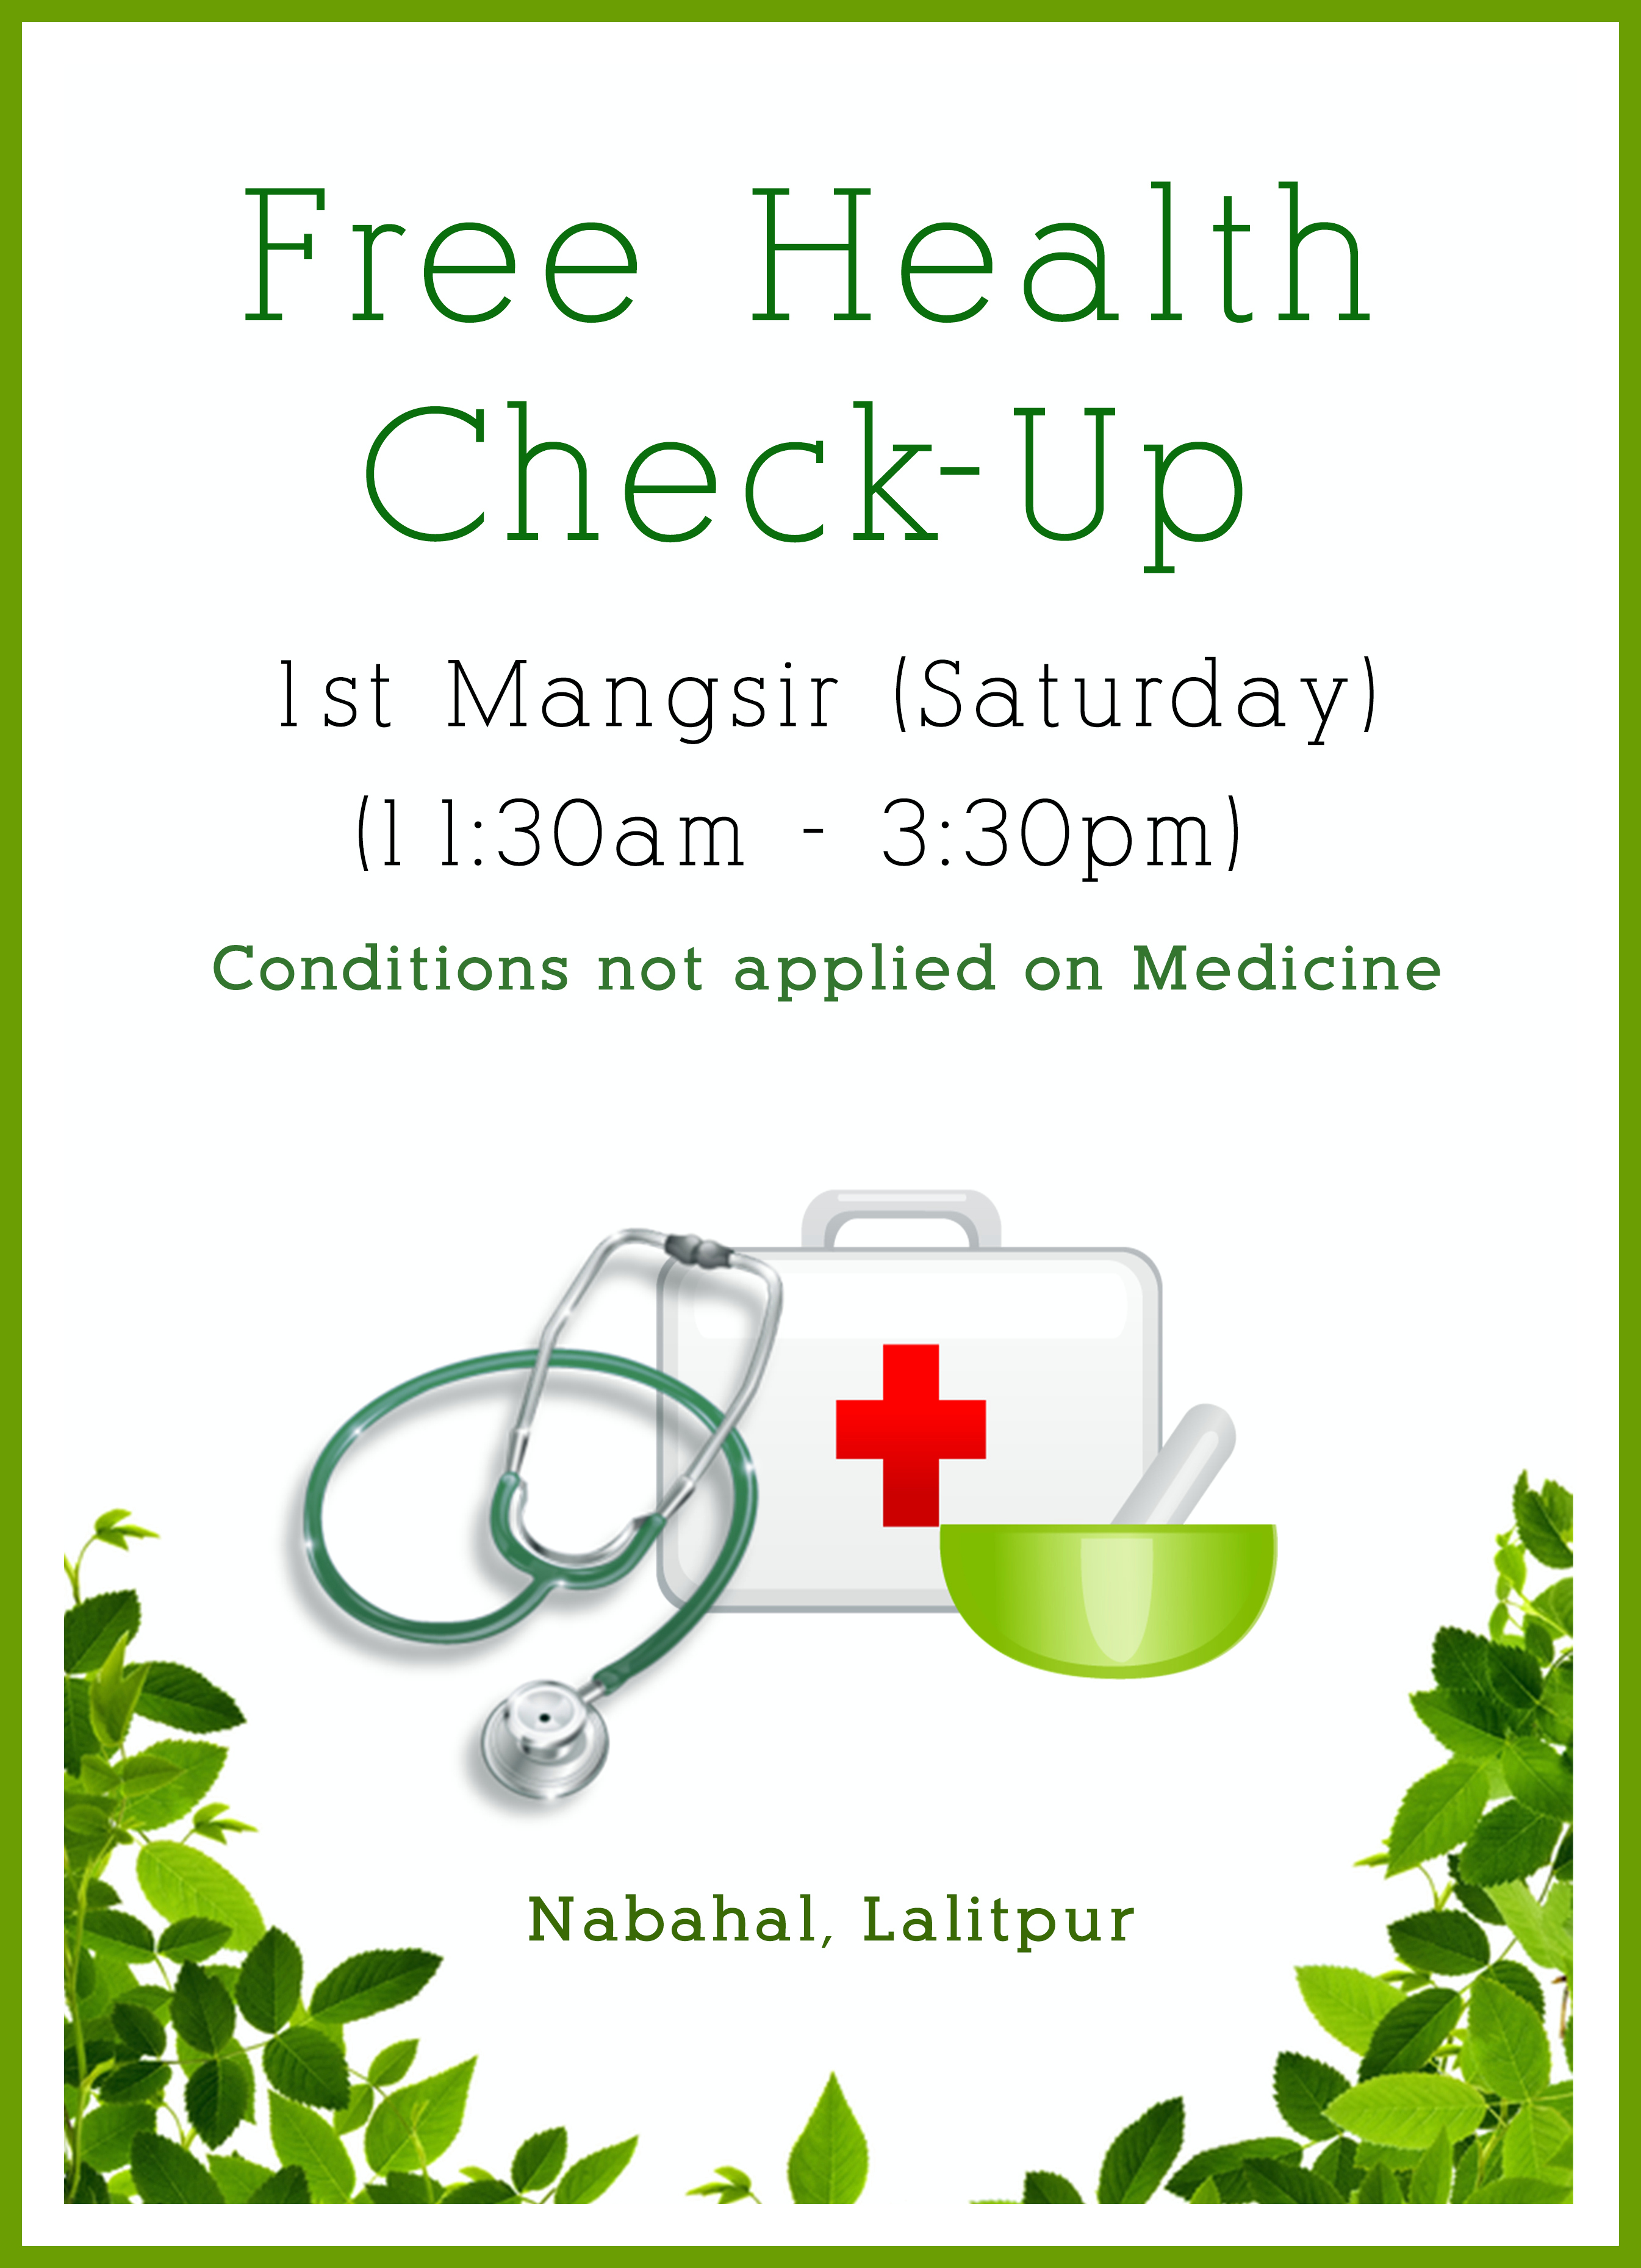 Free Health
Check-Up
1st Mangsir (Saturday)
(11:30am - 3:30pm)
Conditions not applied on Medicine
Nabahal, Lalitpur